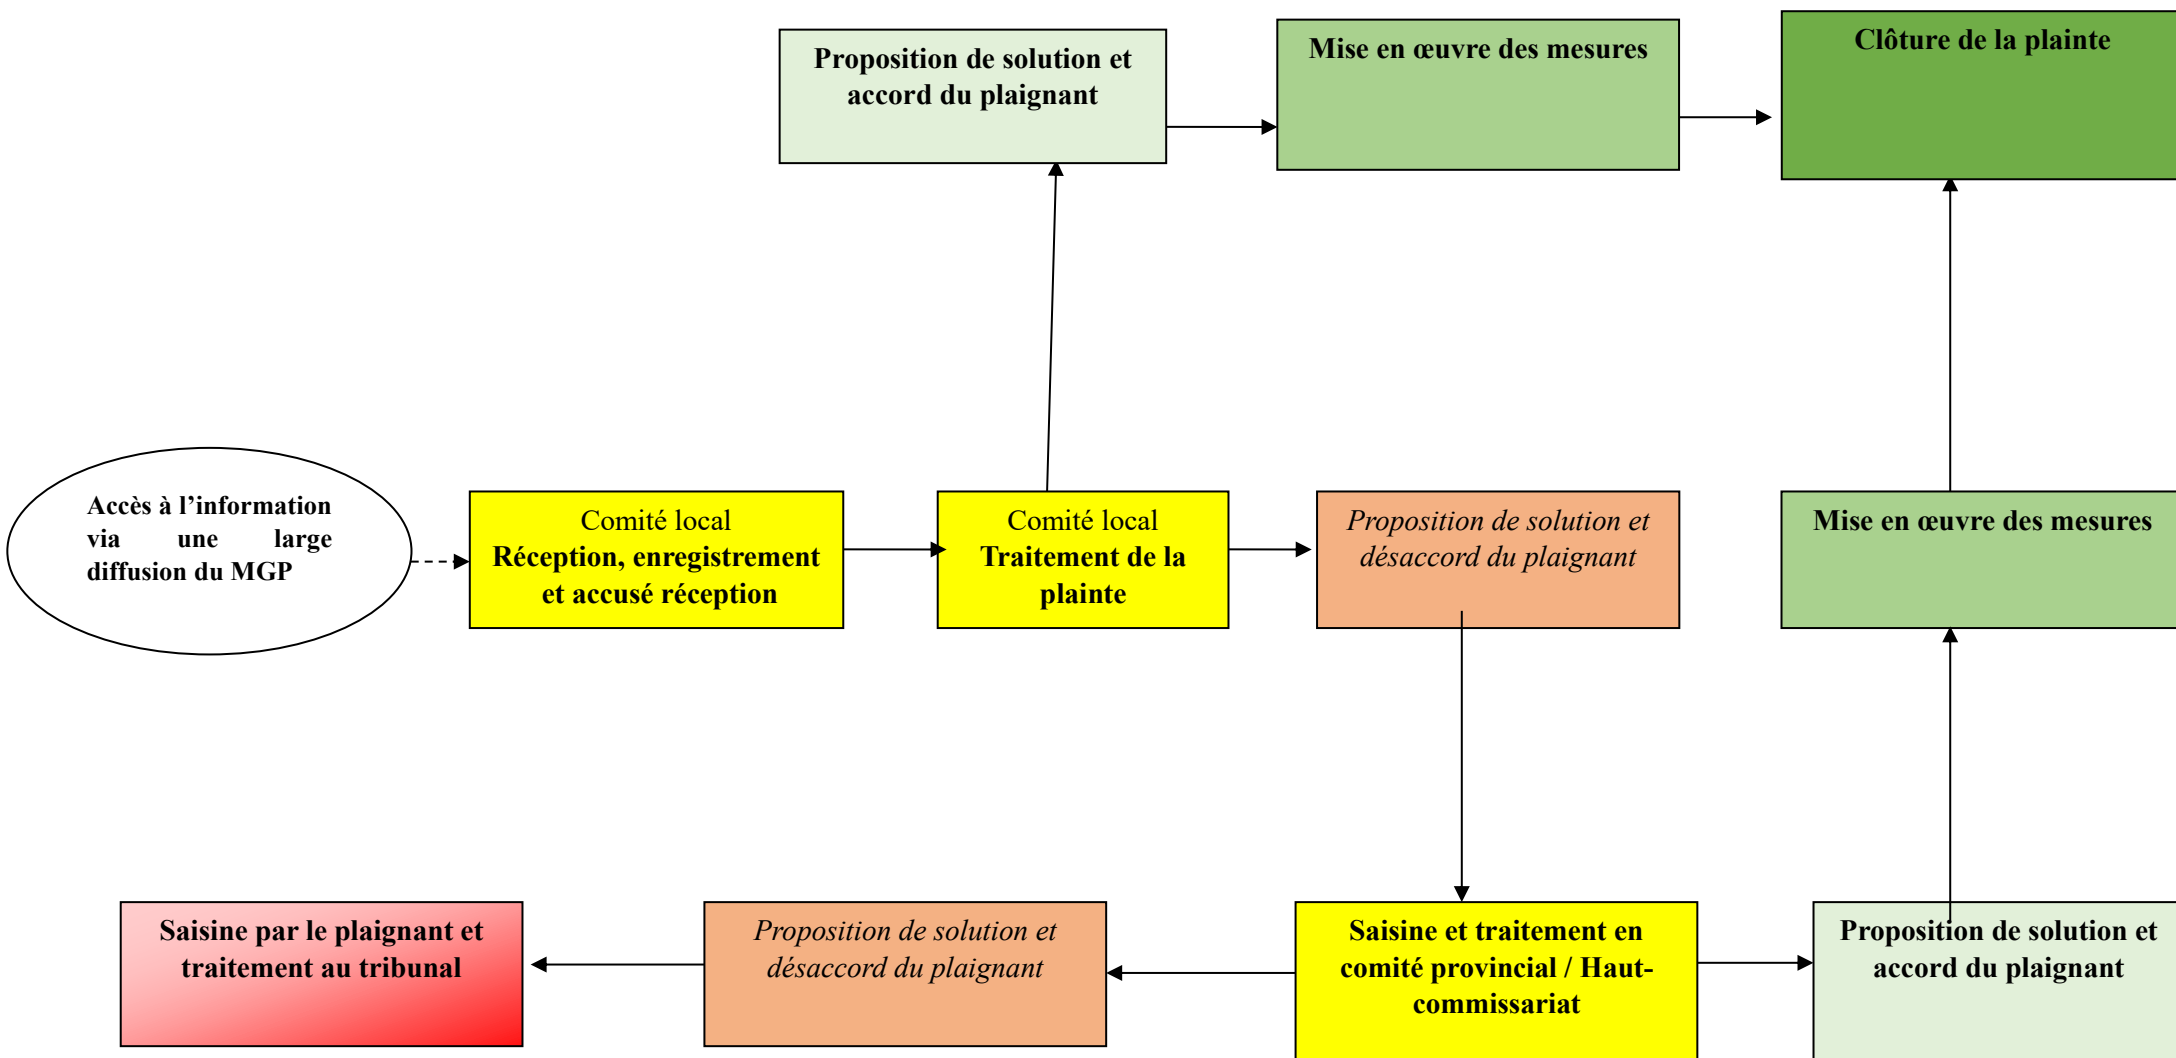 Proposition de solution et
accord du plaignant
Mise en œuvre des mesures
Clôture de la plainte
Accès à l’information
via une large
diffusion du MGP
Comité local
Réception, enregistrement
et accusé réception
Comité local
Traitement de la
plainte
Proposition de solution et
désaccord du plaignant
Mise en œuvre des mesures
Saisine par le plaignant et
traitement au tribunal
Proposition de solution et
désaccord du plaignant
Saisine et traitement en
comité provincial / Haut-
commissariat
Proposition de solution et
accord du plaignant